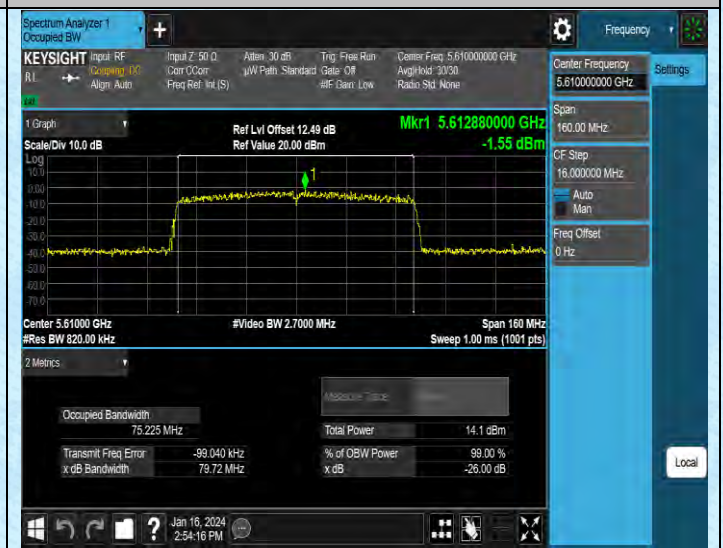 Spectrum Analyzer 1
Occupied BW
+
Frequency
KEYSIGHT
Input: RF
Coupling: DC
Align: Auto
Input Z: 50 Ω
Corr CCorr
Freq Ref: Int (S)
Atten: 30 dB
µW Path: Standard
Trig: Free Run
Gate: Off
#IF Gain: Low
Center Freq: 5.610000000 GHz
Avg|Hold: 30/30
Radio Std: None
1 Graph
Scale/Div 10.0 dB
Ref Lvl Offset 12.49 dB
Ref Value 20.00 dBm
Mkr1 5.612880000 GHz
-1.55 dBm
Log
10.0
0.00
-10.0
-20.0
-30.0
-40.0
-50.0
-60.0
-70.0
1
Center 5.61000 GHz
#Res BW 820.00 kHz
#Video BW 2.7000 MHz
Span 160 MHz
Sweep 1.00 ms (1001 pts)
2 Metrics
Measure Trace
Occupied Bandwidth
75.225 MHz
Total Power 14.1 dBm
Transmit Freq Error -99.040 kHz
% of OBW Power 99.00 %
x dB Bandwidth 79.72 MHz
x dB -26.00 dB
Center Frequency
5.610000000 GHz
Settings
Span
160.00 MHz
CF Step
16.000000 MHz
Auto
Man
Freq Offset
0 Hz
Local
?
Jan 16, 2024
2:54:16 PM